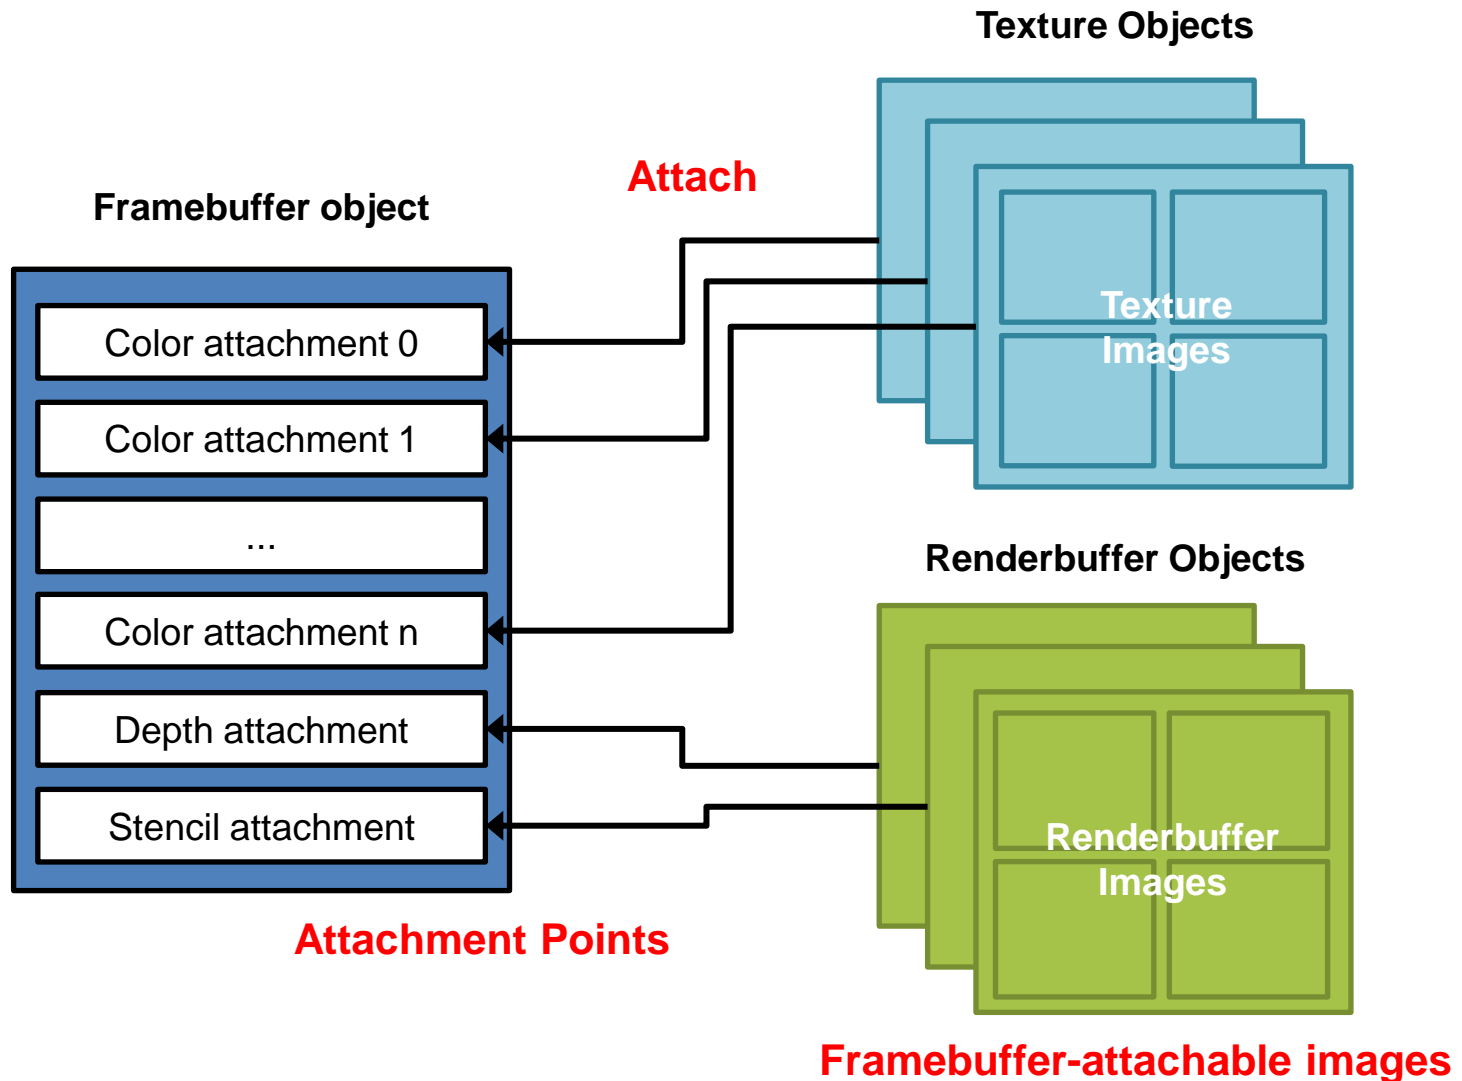 Texture Objects
Attach
Framebuffer object
Color attachment 0
Color attachment 1
...
Color attachment n
Depth attachment
Stencil attachment
Attachment Points
Texture
Images
Renderbuffer Objects
Renderbuffer
Images
Framebuffer-attachable images